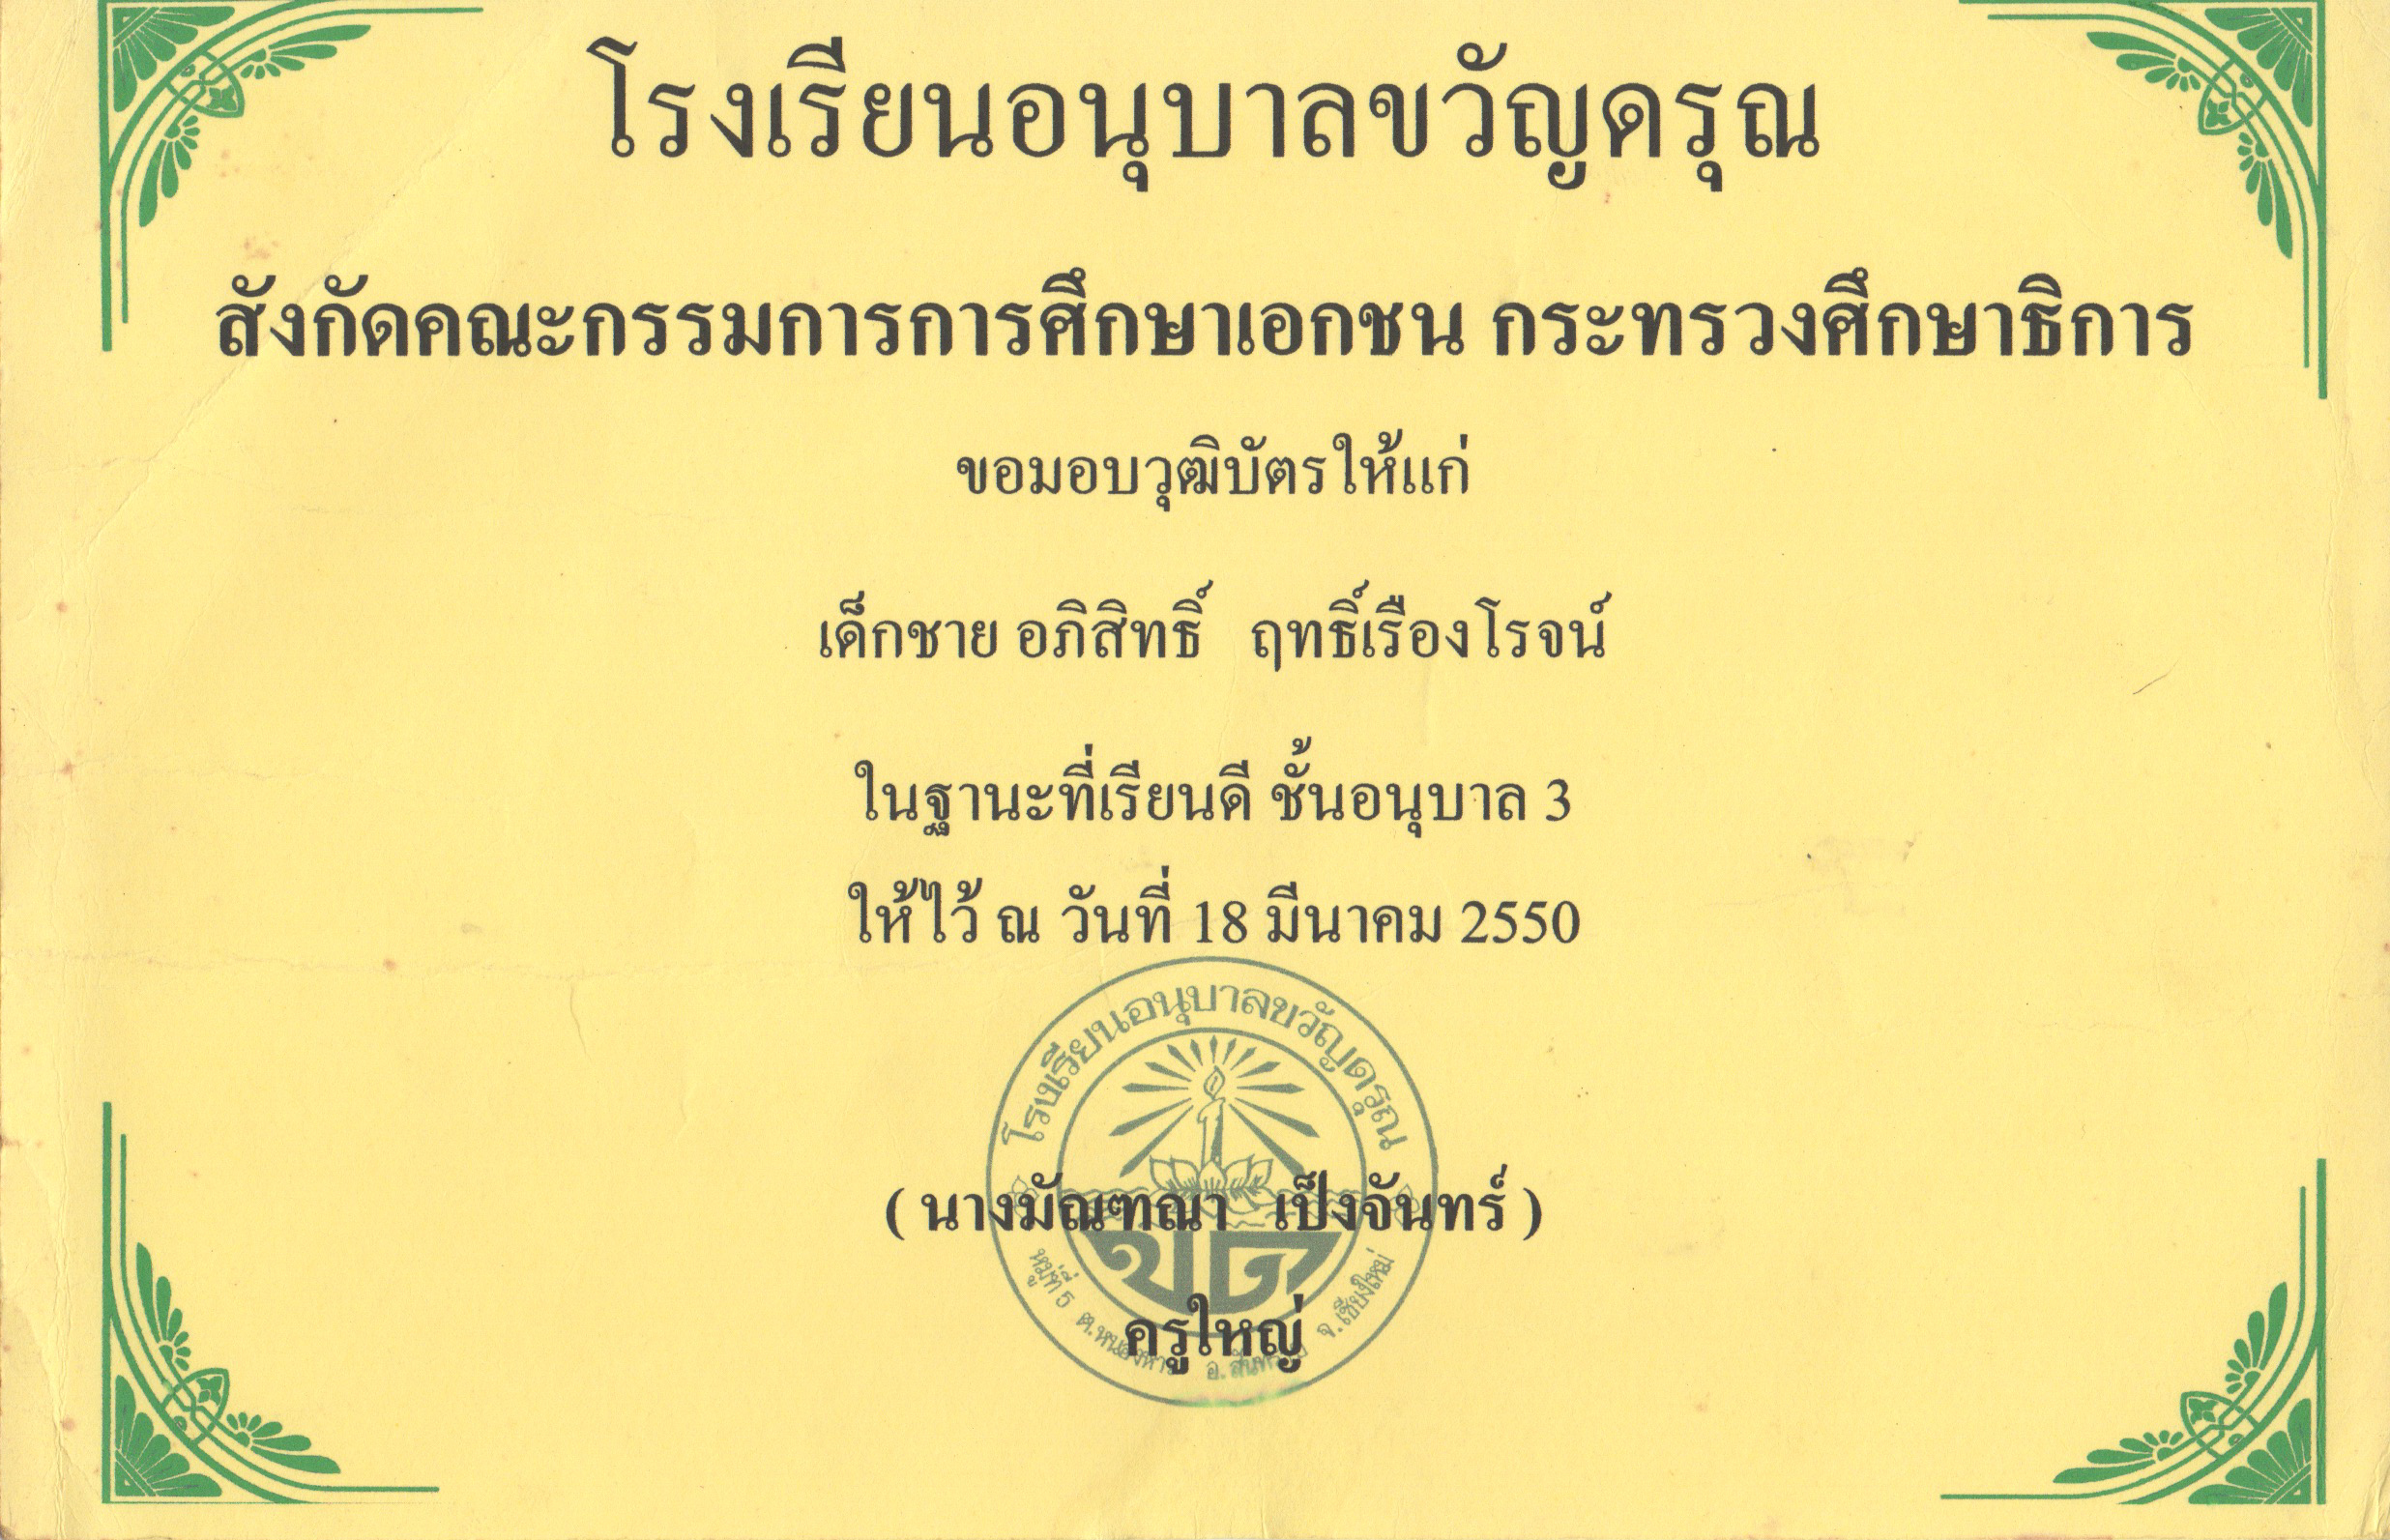 โรงเรียนอนุบาลขวัญดรุณ
สังกัดคณะกรรมการการศึกษาเอกชน กระทรวงศึกษาธิการ
ขอมอบวุฒิบัตรให้แก่
เด็กชาย อภิสิทธิ์ ฤทธิ์เรืองโรจน์
ในฐานะที่เรียนดี ชั้นอนุบาล 3
ให้ไว้ ณ วันที่ 18 มีนาคม 2550
โรงเรียนอนุบาลขวัญดรุณ
( นางมัณฑณา เป็งจันทร์ )
ขด
ครูใหญ่
หมู่ที่ 5 ต.หนองหาร อ.สันทราย จ.เชียงใหม่